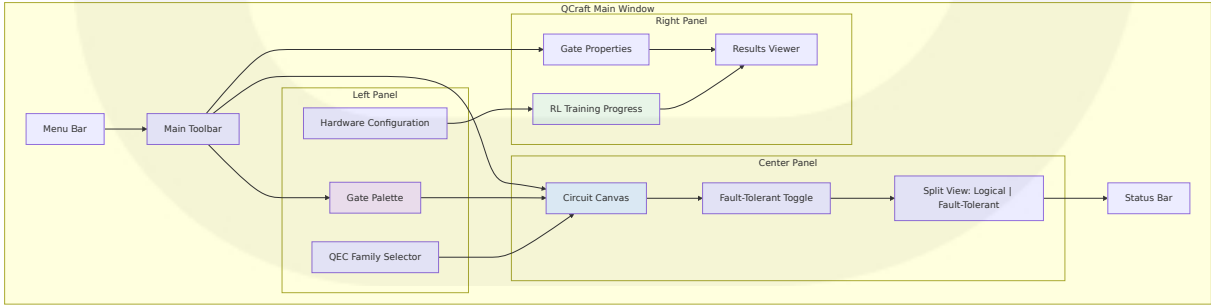 QCraft Main Window
Right Panel
Gate Properties
Results Viewer
RL Training Progress
Left Panel
Hardware Configuration
Menu Bar
Main Toolbar
Gate Palette
QEC Family Selector
Center Panel
Circuit Canvas
Fault-Tolerant Toggle
Split View: Logical |
Fault-Tolerant
Status Bar